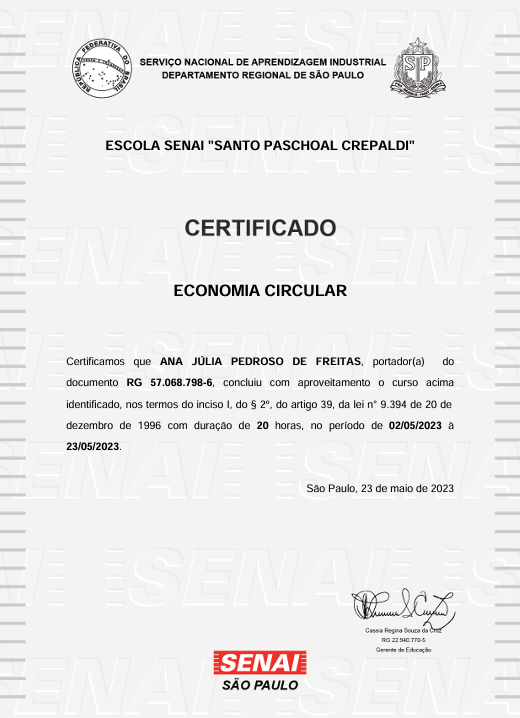 REPÚBLICA FEDERATIVA DO BRASIL
SERVIÇO NACIONAL DE APRENDIZAGEM INDUSTRIAL
DEPARTAMENTO REGIONAL DE SÃO PAULO
SP
ESCOLA SENAI "SANTO PASCHOAL CREPALDI"
CERTIFICADO
ECONOMIA CIRCULAR
Certificamos que ANA JÚLIA PEDROSO DE FREITAS, portador(a) do
documento RG 57.068.798-6, concluiu com aproveitamento o curso acima
identificado, nos termos do inciso I, do § 2º, do artigo 39, da lei n° 9.394 de 20 de
dezembro de 1996 com duração de 20 horas, no período de 02/05/2023 à
23/05/2023.
São Paulo, 23 de maio de 2023
Cassia Regina Souza da Cruz
RG 22.940.770-5
Gerente de Educação
SENAI
SÃO PAULO